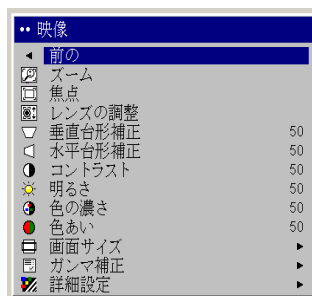 映像
前の
ズーム
焦点
レンズの調整
垂直台形補正 50
水平台形補正 50
コントラスト 50
明るさ 50
色の濃さ 50
色あい 50
画面サイズ
ガンマ補正
詳細設定